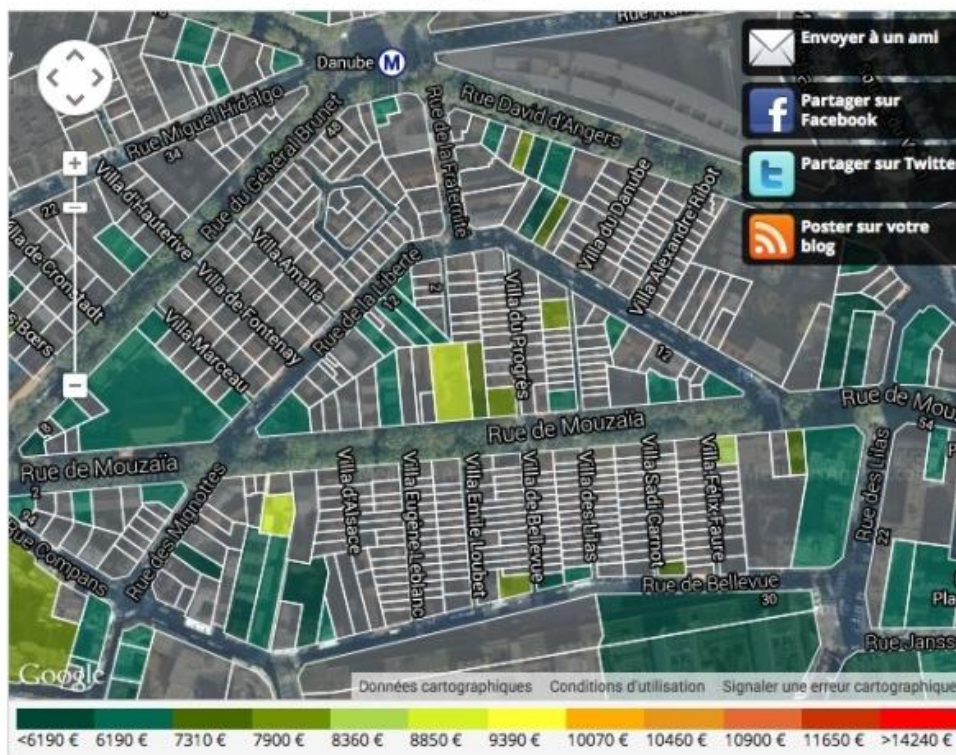 Rue Fra
Envoyer à un ami
Danube M
Rue Miguel Hidalgo
34
Rue du Général Brunet
48
Rue de la Fraternité
Rue David d'Angers
Partager sur
Facebook
Partager sur Twitter
Poster sur votre
blog
22
Villa d'Hauterive
Villa de Cronstadt
s Boërs
Villa Amalia
Villa de Fontenay
Villa Marceau
Rue de la Liberté
12
2
Villa du Progrès
Villa du Danube
Villa Alexandre Ribot
12
8
Rue de Mouzaïa
Rue de Mouzaïa
Rue de Mou
54
P
2
94
Rue Compans
Rue des Mignottes
Villa d'Alsace
Villa Eugène Leblanc
Villa Emile Loubet
Villa de Bellevue
Villa des Lilas
Villa Sadi Carnot
Villa Félix Faure
Rue des Lilas
22
Rue de Bellevue
30
Pla
Rue Janss
Google
Données cartographiques Conditions d'utilisation Signaler une erreur cartographique
<6190 € 6190 € 7310 € 7900 € 8360 € 8850 € 9390 € 10070 € 10460 € 10900 € 11650 € >14240 €